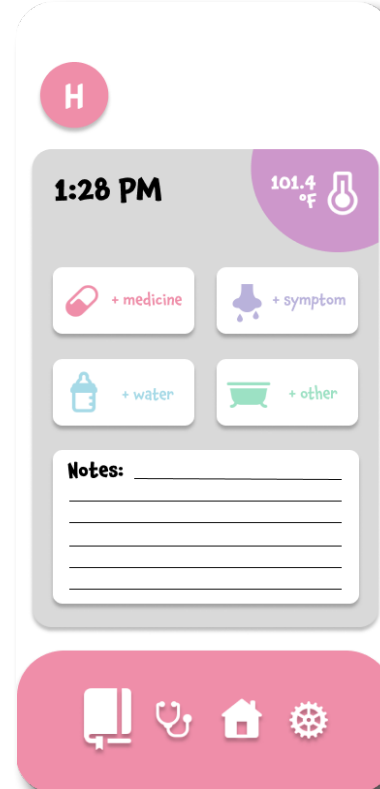 H
1:28 PM
101.4
°F
+ medicine
+ symptom
+ water
+ other
Notes: